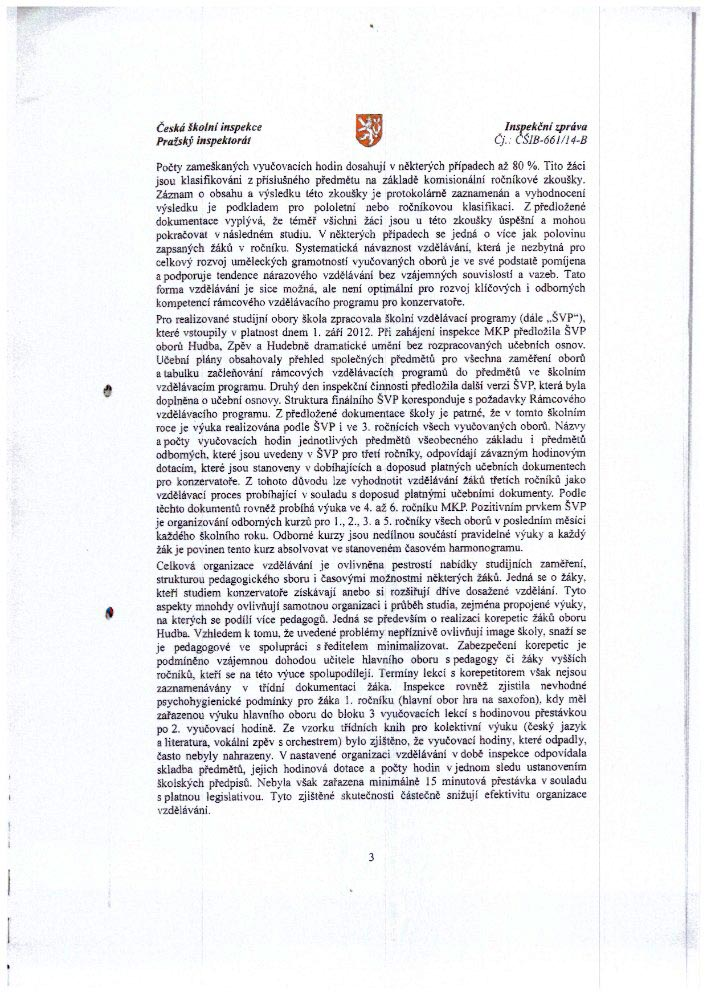 Česká školní inspekce
Pražský inspektorát
Inspekční zpráva
Čj.: ČŠIB-661/14-B
Počty zameškaných vyučovacích hodin dosahují v některých případech až 80 %. Tito žáci
jsou klasifikováni z příslušného předmětu na základě komisionální ročníkové zkoušky.
Záznam o obsahu a výsledku této zkoušky je protokolárně zaznamenán a vyhodnocení
výsledku je podkladem pro pololetní nebo ročníkovou klasifikaci. Z předložené
dokumentace vyplývá, že téměř všichni žáci jsou u této zkoušky úspěšní a mohou
pokračovat v následném studiu. V některých případech se jedná o více jak polovinu
zapsaných žáků v ročníku. Systematická návaznost vzdělávání, která je nezbytná pro
celkový rozvoj uměleckých gramotností vyučovaných oborů je ve své podstatě pomíjena
a podporuje tendence nárazového vzdělávání bez vzájemných souvislostí a vazeb. Tato
forma vzdělávání je sice možná, ale není optimální pro rozvoj klíčových i odborných
kompetencí rámcového vzdělávacího programu pro konzervatoře.
Pro realizované studijní obory škola zpracovala školní vzdělávací programy (dále „ŠVP“),
které vstoupily v platnost dnem 1. září 2012. Při zahájení inspekce MKP předložila ŠVP
oborů Hudba, Zpěv a Hudebně dramatické umění bez rozpracovaných učebních osnov.
Učební plány obsahovaly přehled společných předmětů pro všechna zaměření oborů
a tabulku začleňování rámcových vzdělávacích programů do předmětů ve školním
vzdělávacím programu. Druhý den inspekční činnosti předložila další verzi ŠVP, která byla
doplněna o učební osnovy. Struktura finálního ŠVP koresponduje s požadavky Rámcového
vzdělávacího programu. Z předložené dokumentace školy je patrné, že v tomto školním
roce je výuka realizována podle ŠVP i ve 3. ročnících všech vyučovaných oborů. Názvy
a počty vyučovacích hodin jednotlivých předmětů všeobecného základu i předmětů
odborných, které jsou uvedeny v ŠVP pro třetí ročníky, odpovídají závazným hodinovým
dotacím, které jsou stanoveny v dobíhajících a doposud platných učebních dokumentech
pro konzervatoře. Z tohoto důvodu lze vyhodnotit vzdělávání žáků třetích ročníků jako
vzdělávací proces probíhající v souladu s doposud platnými učebními dokumenty. Podle
těchto dokumentů rovněž probíhá výuka ve 4. až 6. ročníku MKP. Pozitivním prvkem ŠVP
je organizování odborných kurzů pro 1., 2., 3. a 5. ročníky všech oborů v posledním měsíci
každého školního roku. Odborné kurzy jsou nedílnou součástí pravidelné výuky a každý
žák je povinen tento kurz absolvovat ve stanoveném časovém harmonogramu.
Celková organizace vzdělávání je ovlivněna pestrostí nabídky studijních zaměření,
strukturou pedagogického sboru i časovými možnostmi některých žáků. Jedná se o žáky,
kteří studiem konzervatoře získávají anebo si rozšiřují dříve dosažené vzdělání. Tyto
aspekty mnohdy ovlivňují samotnou organizaci i průběh studia, zejména propojené výuky,
na kterých se podílí více pedagogů. Jedná se především o realizaci korepetic žáků oboru
Hudba. Vzhledem k tomu, že uvedené problémy nepříznivě ovlivňují image školy, snaží se
je pedagogové ve spolupráci s ředitelem minimalizovat. Zabezpečení korepetic je
podmíněno vzájemnou dohodou učitele hlavního oboru s pedagogy či žáky vyšších
ročníků, kteří se na této výuce spolupodílejí. Termíny lekcí s korepetitorem však nejsou
zaznamenávány v třídní dokumentaci žáka. Inspekce rovněž zjistila nevhodné
psychohygienické podmínky pro žáka 1. ročníku (hlavní obor hra na saxofon), kdy měl
zařazenou výuku hlavního oboru do bloku 3 vyučovacích lekcí s hodinovou přestávkou
po 2. vyučovací hodině. Ze vzorku třídních knih pro kolektivní výuku (český jazyk
a literatura, vokální zpěv s orchestrem) bylo zjištěno, že vyučovací hodiny, které odpadly,
často nebyly nahrazeny. V nastavené organizaci vzdělávání v době inspekce odpovídala
skladba předmětů, jejich hodinová dotace a počty hodin v jednom sledu ustanovením
školských předpisů. Nebyla však zařazena minimálně 15 minutová přestávka v souladu
s platnou legislativou. Tyto zjištěné skutečnosti částečně snižují efektivitu organizace
vzdělávání.
3